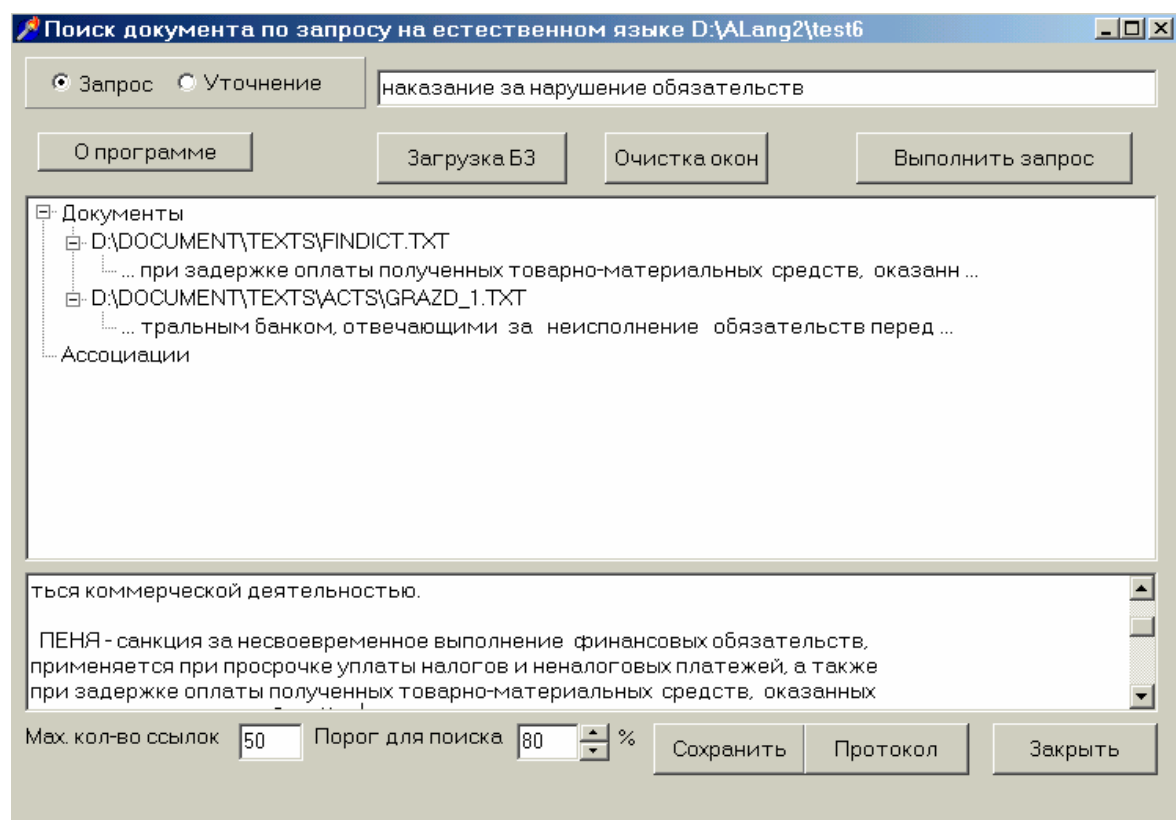 Поиск документа по запросу на естественном языке D:\ALang2\test6
Запрос Уточнение
наказание за нарушение обязательств
О программе Загрузка БЗ Очистка окон Выполнить запрос
Документы
D:\DOCUMENT\TEXTS\FINDICT.TXT
... при задержке оплаты полученных товарно-материальных средств, оказанн ...
D:\DOCUMENT\TEXTS\ACTS\GRAZD_1.TXT
... тральным банком, отвечающими за неисполнение обязательств перед ...
Ассоциации
ться коммерческой деятельностью.
ПЕНЯ - санкция за несвоевременное выполнение финансовых обязательств,
применяется при просрочке уплаты налогов и неналоговых платежей, а также
при задержке оплаты полученных товарно-материальных средств, оказанных
Мах. кол-во ссылок 50 Порог для поиска 80 % Сохранить Протокол Закрыть